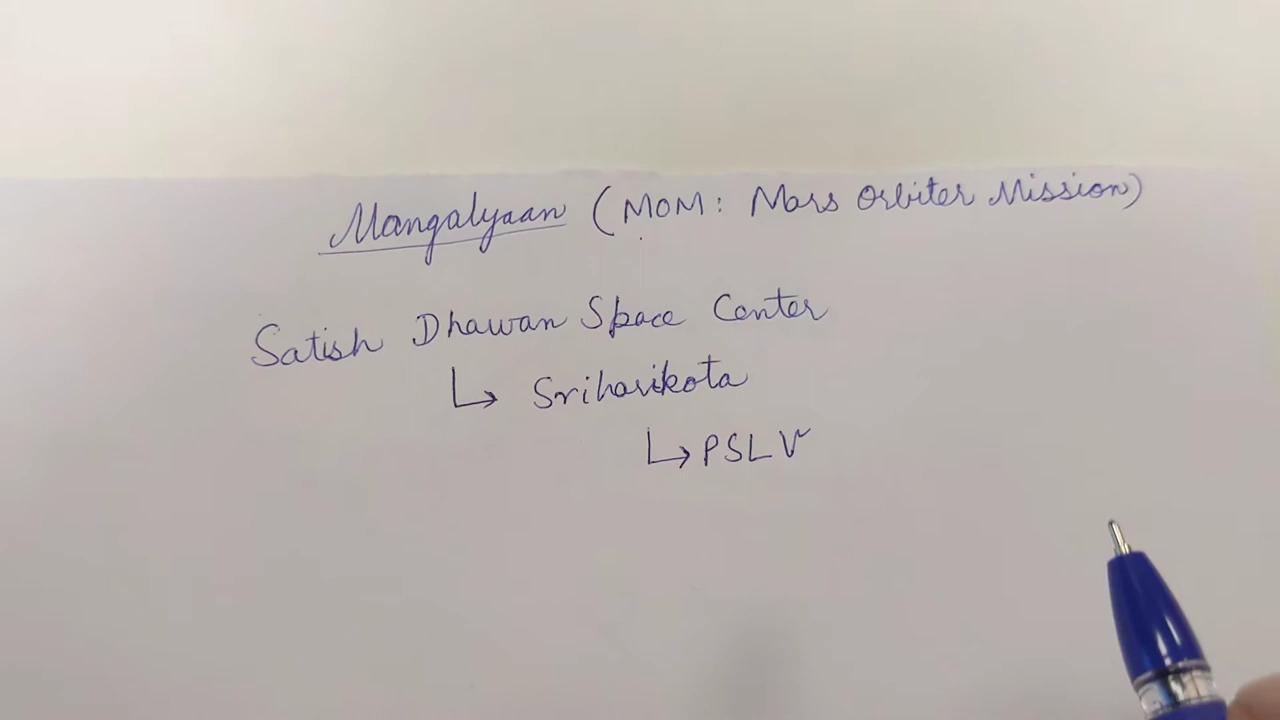 Mangalyaan (MOM: Mars Orbiter Mission)
Satish Dhawan Space Center
↳ Sriharikota
↳ PSLV